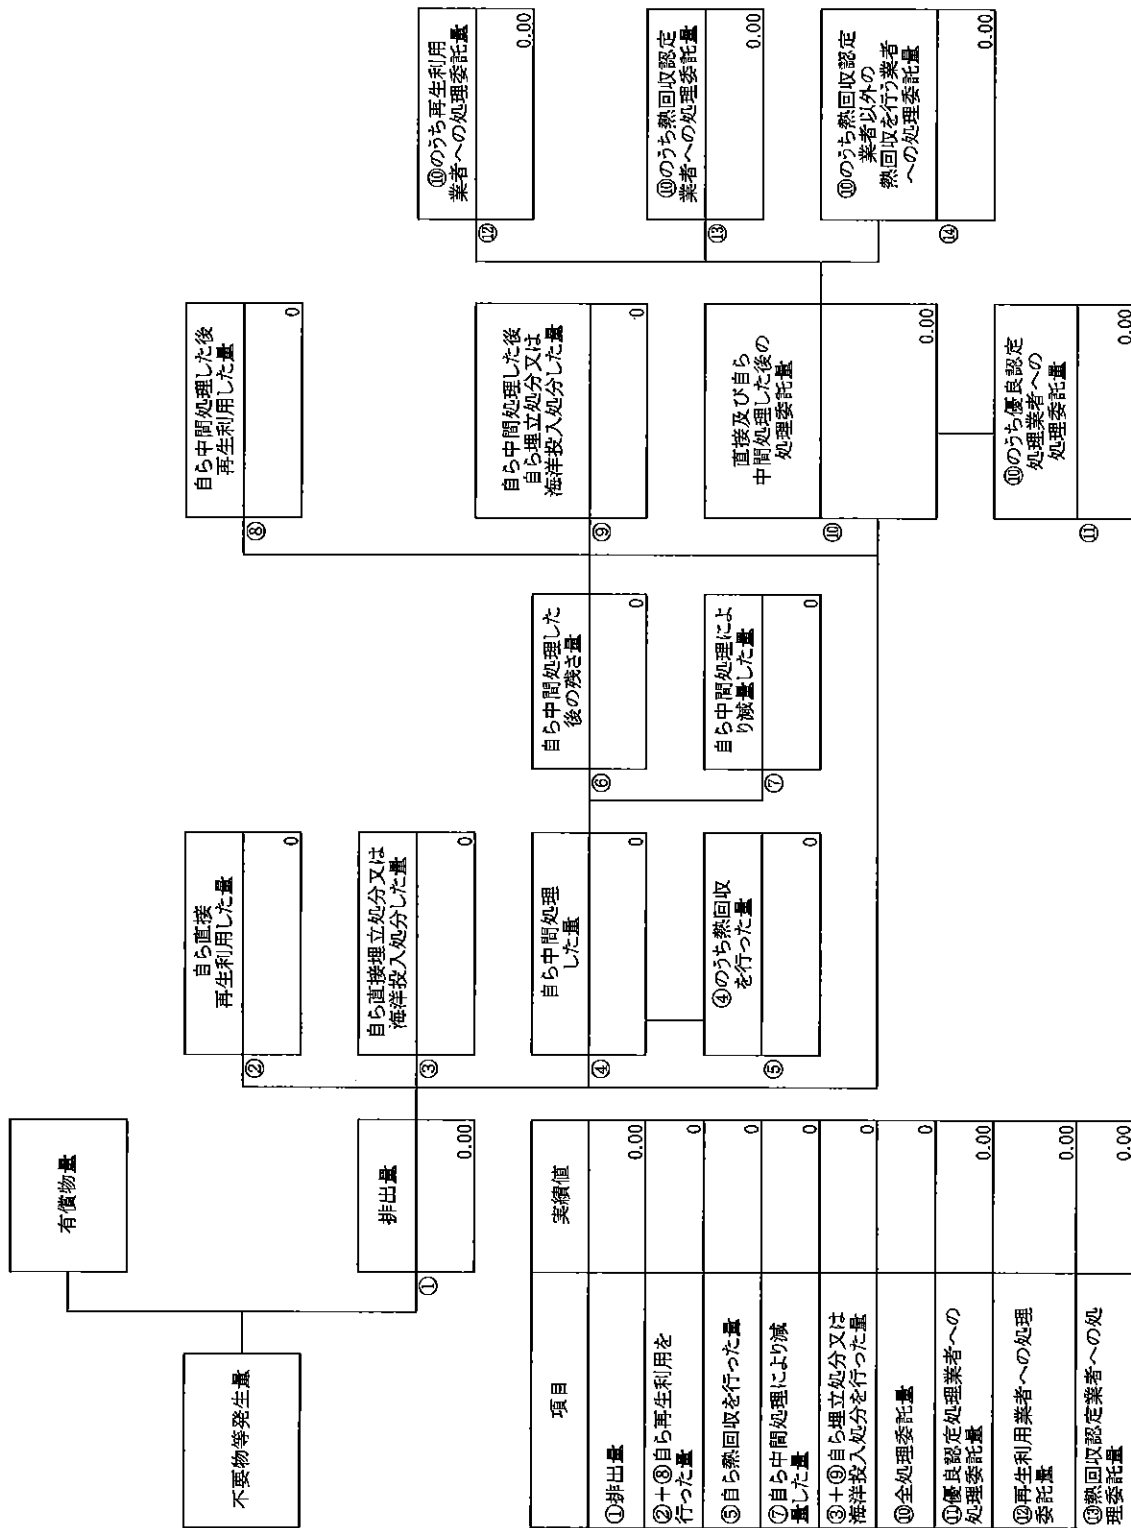 有償物量
不要物等発生量
排出量
①
0.00
自ら直接
再生利用した量
②
0
自ら直接埋立処分又は
海洋投入処分した量
③
0
自ら中間処理
した量
④
0
④のうち熱回収
を行った量
⑤
0
自ら中間処理した
後の残さ量
⑥
0
自ら中間処理によ
り減量した量
⑦
0
自ら中間処理した後
再生利用した量
⑧
0
自ら中間処理した後
自ら埋立処分又は
海洋投入処分した量
⑨
0
直接及び自ら
中間処理した後の
処理委託量
⑩
0.00
⑩のうち優良認定
処理業者への
処理委託量
⑪
0.00
⑩のうち再生利用
業者への処理委託量
⑫
0.00
⑩のうち熱回収認定
業者への処理委託量
⑬
0.00
⑩のうち熱回収認定
業者以外の
熱回収を行う業者
への処理委託量
⑭
0.00
項目 実績値
①排出量 0.00
②+⑧自ら再生利用を
行った量 0
⑤自ら熱回収を行った量 0
⑦自ら中間処理により減
量した量 0
③+⑨自ら埋立処分又は
海洋投入処分を行った量 0
⑩全処理委託量 0
⑪優良認定処理業者への
処理委託量 0.00
⑫再生利用業者への処理
委託量 0.00
⑬熱回収認定業者への処
理委託量 0.00